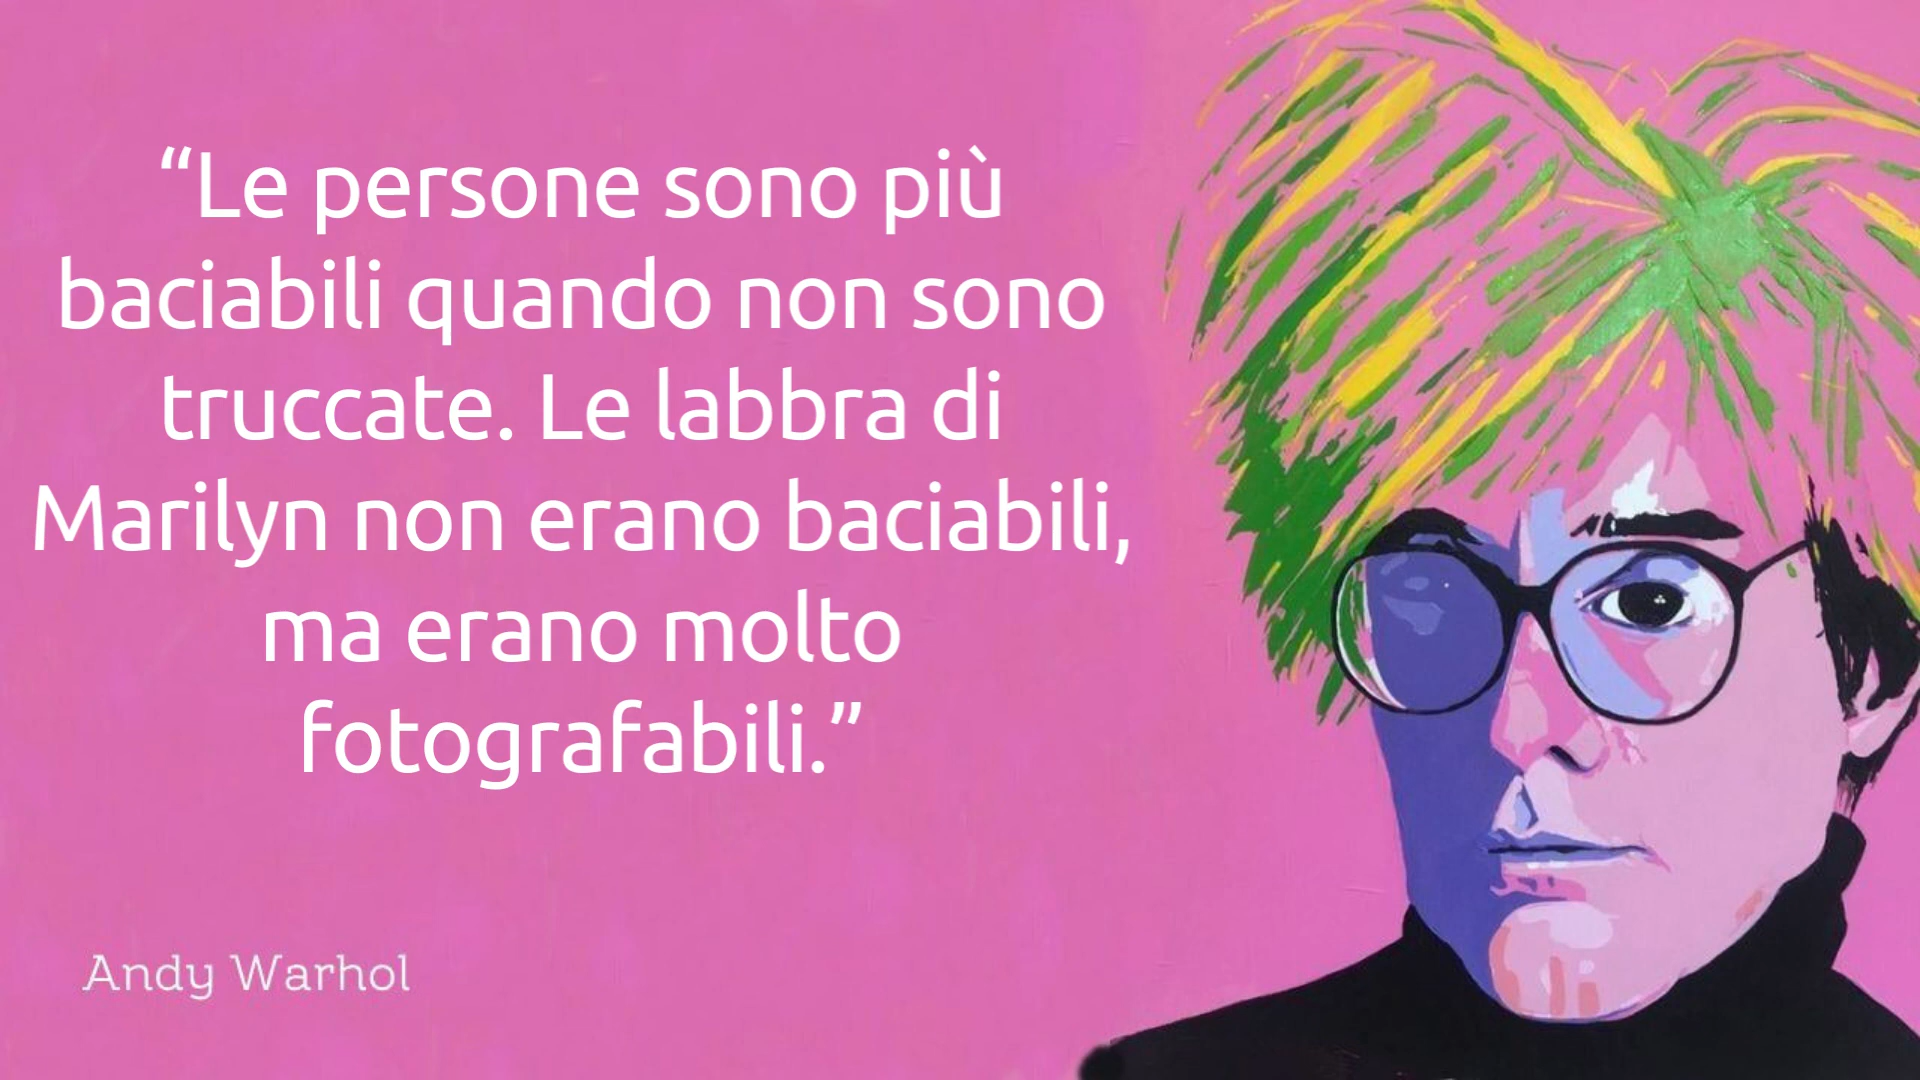 “Le persone sono più
baciabili quando non sono
truccate. Le labbra di
Marilyn non erano baciabili,
ma erano molto
fotografabili.”
Andy Warhol